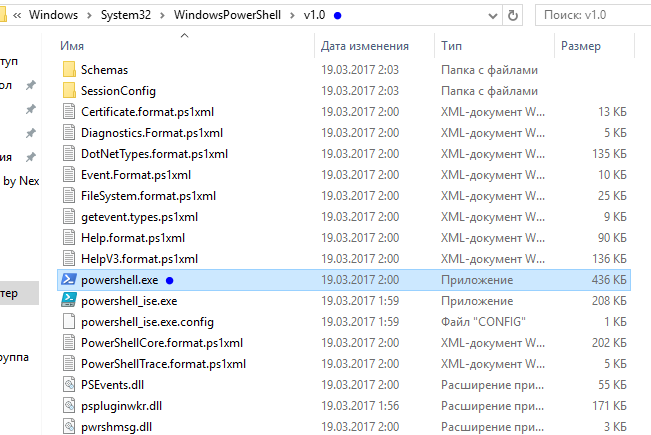 « Windows › System32 › WindowsPowerShell › v1.0 Поиск: v1.0
Имя Дата изменения Тип Размер
Schemas 19.03.2017 2:03 Папка с файлами
SessionConfig 19.03.2017 2:03 Папка с файлами
Certificate.format.ps1xml 19.03.2017 2:00 XML-документ W... 13 КБ
Diagnostics.Format.ps1xml 19.03.2017 2:00 XML-документ W... 5 КБ
DotNetTypes.format.ps1xml 19.03.2017 2:00 XML-документ W... 135 КБ
Event.Format.ps1xml 19.03.2017 2:00 XML-документ W... 10 КБ
FileSystem.format.ps1xml 19.03.2017 2:00 XML-документ W... 25 КБ
getevent.types.ps1xml 19.03.2017 2:00 XML-документ W... 9 КБ
Help.format.ps1xml 19.03.2017 2:00 XML-документ W... 90 КБ
HelpV3.format.ps1xml 19.03.2017 2:00 XML-документ W... 136 КБ
powershell.exe 19.03.2017 2:00 Приложение 436 КБ
powershell_ise.exe 19.03.2017 1:59 Приложение 208 КБ
powershell_ise.exe.config 19.03.2017 1:59 Файл "CONFIG" 1 КБ
PowerShellCore.format.ps1xml 19.03.2017 2:00 XML-документ W... 202 КБ
PowerShellTrace.format.ps1xml 19.03.2017 2:00 XML-документ W... 5 КБ
PSEvents.dll 19.03.2017 2:00 Расширение при... 55 КБ
pspluginwkr.dll 19.03.2017 1:56 Расширение при... 171 КБ
pwrshmsg.dll 19.03.2017 2:00 Расширение при... 3 КБ
туп
ол
ия
by Nex
тер
руппа